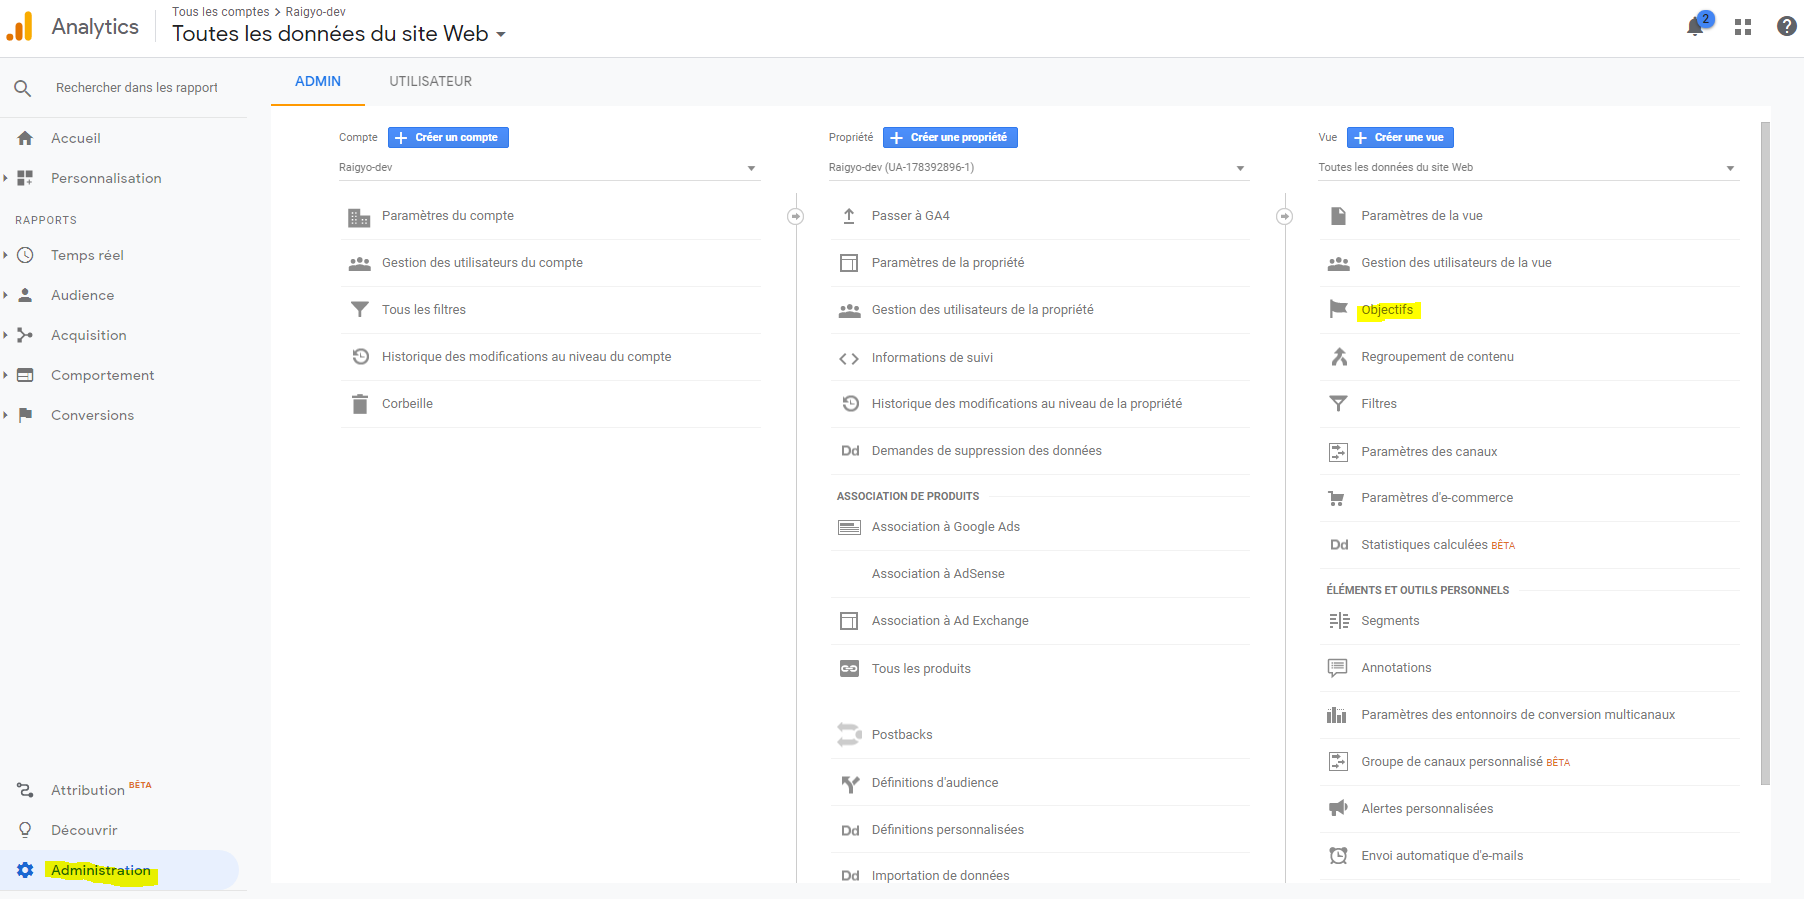 Analytics
Tous les comptes > Raigyo-dev
Toutes les données du site Web
2
Rechercher dans les rapport
Accueil
Personnalisation
RAPPORTS
Temps réel
Audience
Acquisition
Comportement
Conversions
Attribution BÊTA
Découvrir
Administration
ADMIN
UTILISATEUR
Compte
Créer un compte
Raigyo-dev
Paramètres du compte
Gestion des utilisateurs du compte
Tous les filtres
Historique des modifications au niveau du compte
Corbeille
Propriété
Créer une propriété
Raigyo-dev (UA-178392896-1)
Passer à GA4
Paramètres de la propriété
Gestion des utilisateurs de la propriété
Informations de suivi
Historique des modifications au niveau de la propriété
Dd Demandes de suppression des données
ASSOCIATION DE PRODUITS
Association à Google Ads
Association à AdSense
Association à Ad Exchange
Tous les produits
Postbacks
Définitions d'audience
Dd Définitions personnalisées
Dd Importation de données
Vue
Créer une vue
Toutes les données du site Web
Paramètres de la vue
Gestion des utilisateurs de la vue
Objectifs
Regroupement de contenu
Filtres
Paramètres des canaux
Paramètres d'e-commerce
Dd Statistiques calculées BÊTA
ÉLÉMENTS ET OUTILS PERSONNELS
Segments
Annotations
Paramètres des entonnoirs de conversion multicanaux
Groupe de canaux personnalisé BÊTA
Alertes personnalisées
Envoi automatique d'e-mails